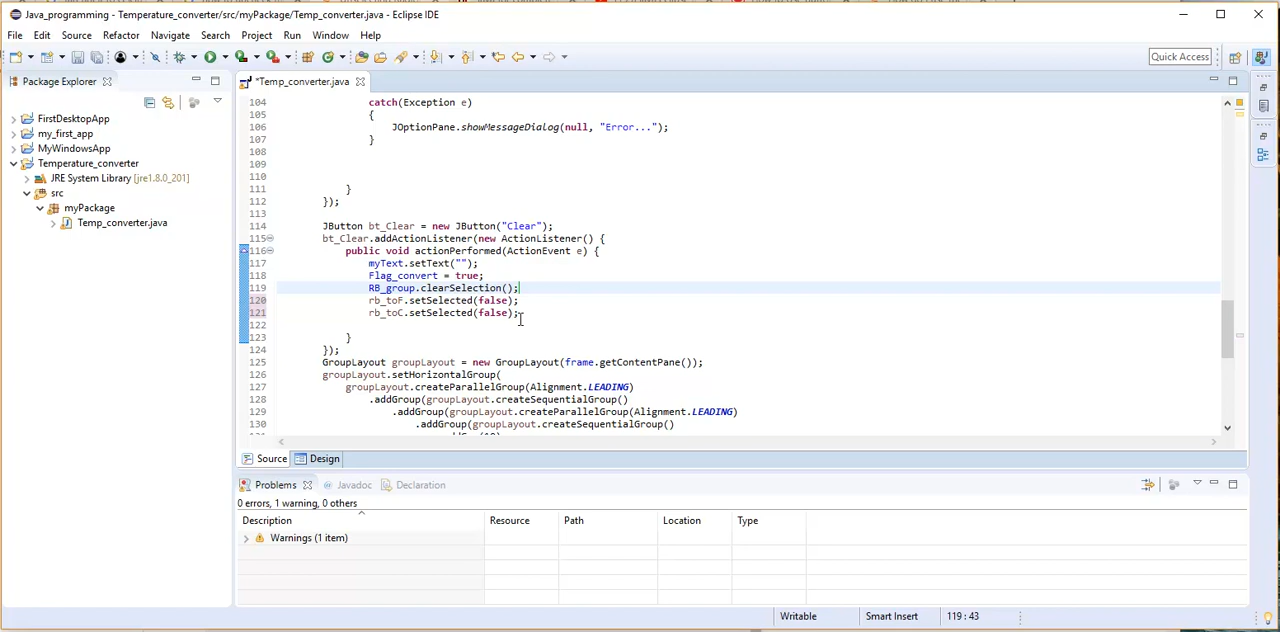 Java_programming - Temperature_converter/src/myPackage/Temp_converter.java - Eclipse IDE
File Edit Source Refactor Navigate Search Project Run Window Help
Quick Access
Package Explorer
*Temp_converter.java
FirstDesktopApp
my_first_app
MyWindowsApp
Temperature_converter
JRE System Library [jre1.8.0_201]
src
myPackage
Temp_converter.java
104 catch(Exception e)
105 {
106 JOptionPane.showMessageDialog(null, "Error...");
107 }
108
109
110
111 }
112 });
113
114 JButton bt_Clear = new JButton("Clear");
115 bt_Clear.addActionListener(new ActionListener() {
116 public void actionPerformed(ActionEvent e) {
117 myText.setText("");
118 Flag_convert = true;
119 RB_group.clearSelection();
120 rb_toF.setSelected(false);
121 rb_toC.setSelected(false);
122
123 }
124 });
125 GroupLayout groupLayout = new GroupLayout(frame.getContentPane());
126 groupLayout.setHorizontalGroup(
127 groupLayout.createParallelGroup(Alignment.LEADING)
128 .addGroup(groupLayout.createSequentialGroup()
129 .addGroup(groupLayout.createParallelGroup(Alignment.LEADING)
130 .addGroup(groupLayout.createSequentialGroup()
Source Design
Problems Javadoc Declaration
0 errors, 1 warning, 0 others
Description Resource Path Location Type
Warnings (1 item)
Writable Smart Insert 119 : 43